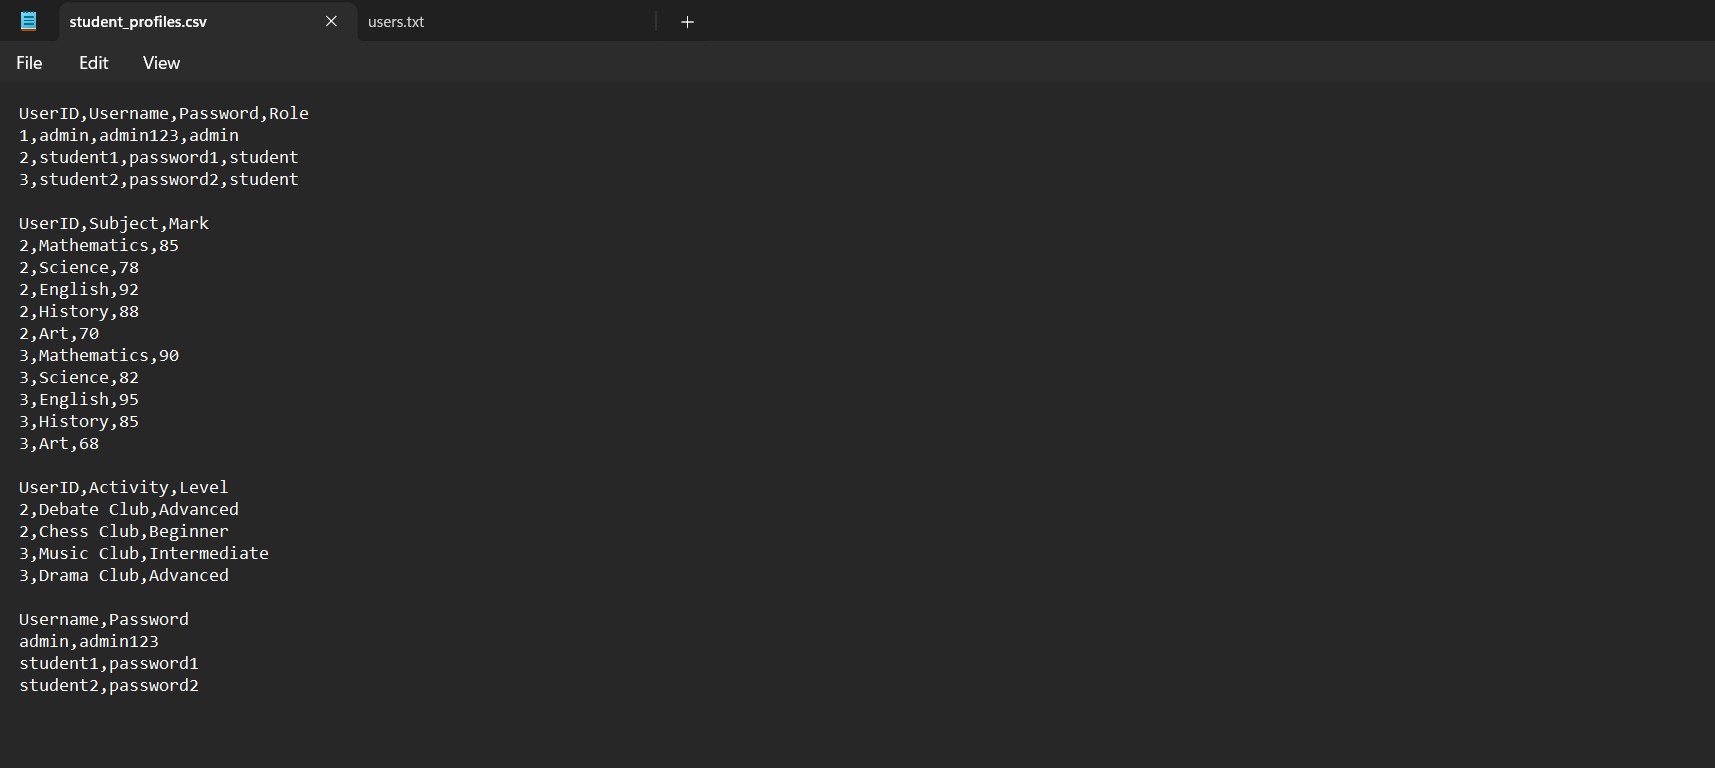 student_profiles.csv
users.txt
File Edit View
UserID,Username,Password,Role
1,admin,admin123,admin
2,student1,password1,student
3,student2,password2,student
UserID,Subject,Mark
2,Mathematics,85
2,Science,78
2,English,92
2,History,88
2,Art,70
3,Mathematics,90
3,Science,82
3,English,95
3,History,85
3,Art,68
UserID,Activity,Level
2,Debate Club,Advanced
2,Chess Club,Beginner
3,Music Club,Intermediate
3,Drama Club,Advanced
Username,Password
admin,admin123
student1,password1
student2,password2